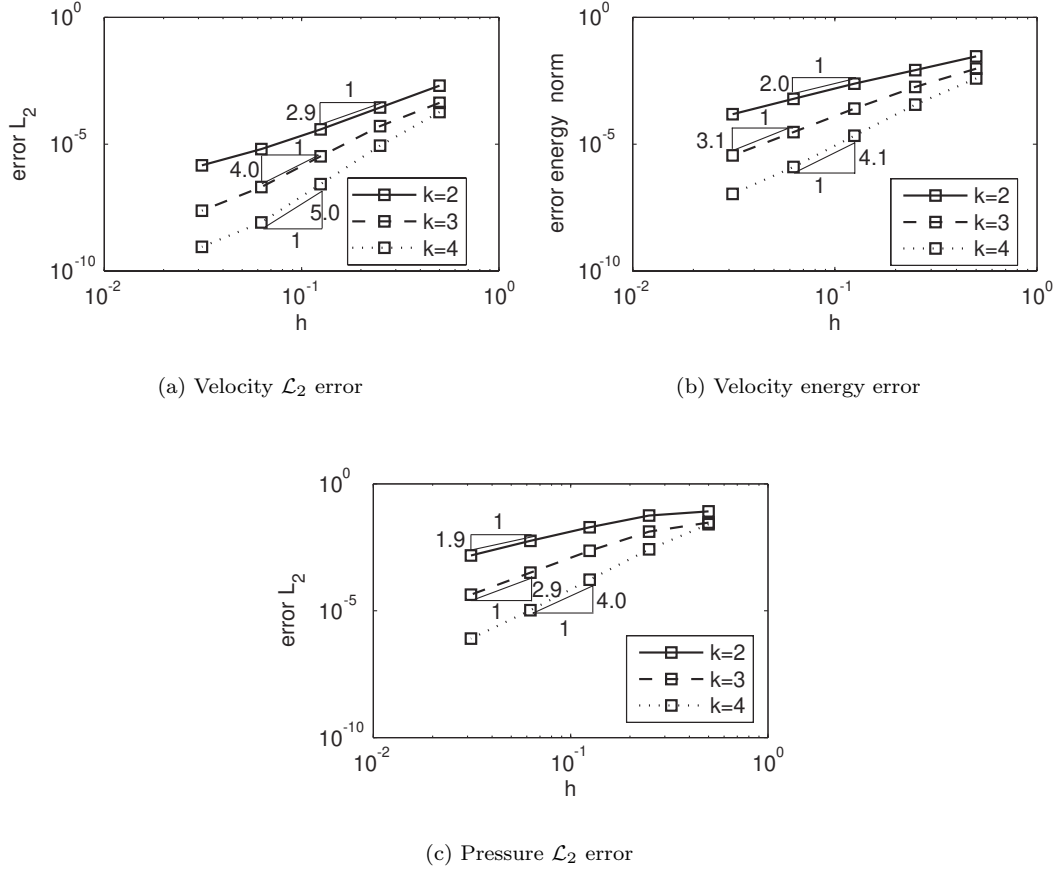 10^0
10^-5
10^-10
error L_2
10^-2
10^-1
10^0
h
1
2.9
1
4.0
5.0
1
k=2
k=3
k=4
(a) Velocity ℒ_2 error
10^0
10^-5
10^-10
error energy norm
10^-2
10^-1
10^0
h
1
2.0
1
3.1
4.1
1
k=2
k=3
k=4
(b) Velocity energy error
10^0
10^-5
10^-10
error L_2
10^-2
10^-1
10^0
h
1
1.9
2.9
1
4.0
1
k=2
k=3
k=4
(c) Pressure ℒ_2 error